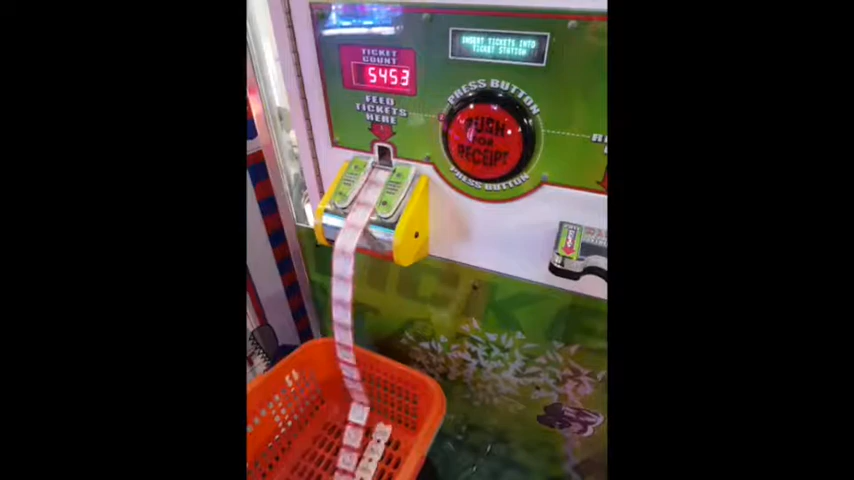 INSERT TICKETS INTO
TICKET STATION
TICKET
COUNT
5453
FEED
TICKETS
HERE
PRESS BUTTON
PUSH
FOR
RECEIPT
PRESS BUTTON
R